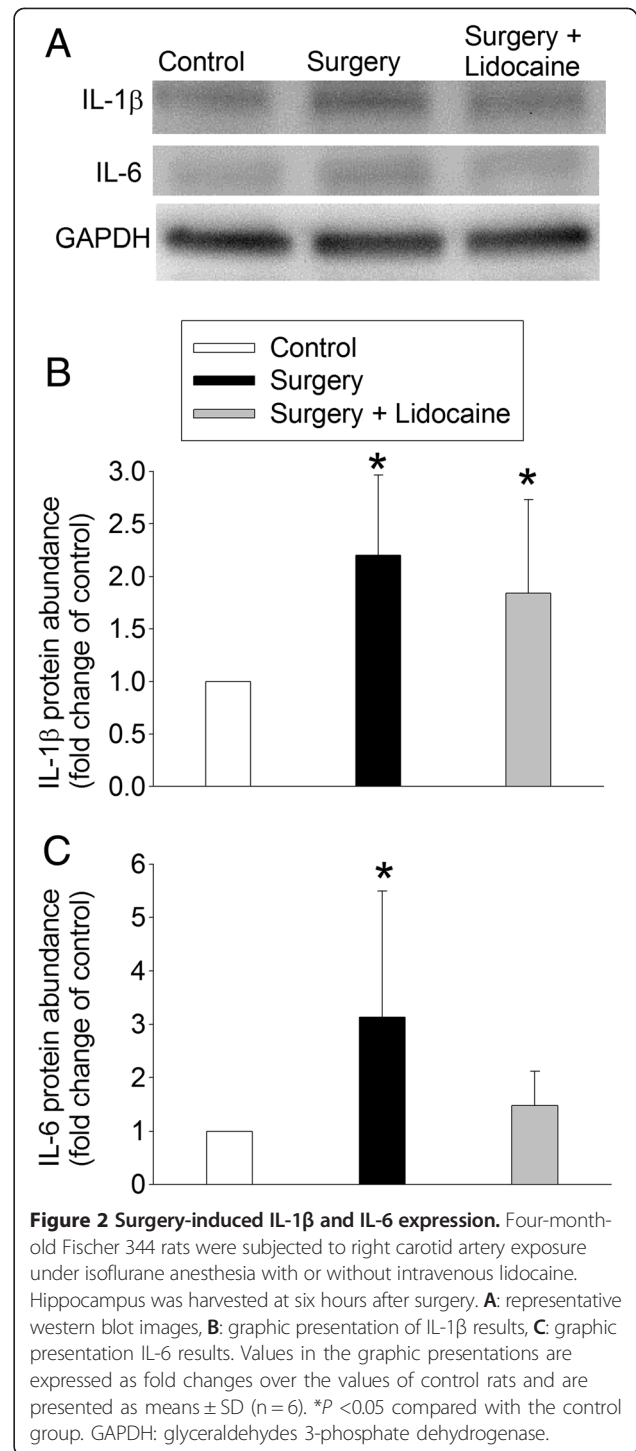 A
Control Surgery Surgery +
Lidocaine
IL-1β
IL-6
GAPDH
Control
Surgery
Surgery + Lidocaine
B
IL-1β protein abundance
(fold change of control)
3.0
2.5
2.0
1.5
1.0
0.5
0.0
*
*
C
IL-6 protein abundance
(fold change of control)
6
5
4
3
2
1
0
*
Figure 2 Surgery-induced IL-1β and IL-6 expression. Four-month-
old Fischer 344 rats were subjected to right carotid artery exposure
under isoflurane anesthesia with or without intravenous lidocaine.
Hippocampus was harvested at six hours after surgery. A: representative
western blot images, B: graphic presentation of IL-1β results, C: graphic
presentation IL-6 results. Values in the graphic presentations are
expressed as fold changes over the values of control rats and are
presented as means ± SD (n = 6). *P <0.05 compared with the control
group. GAPDH: glyceraldehydes 3-phosphate dehydrogenase.